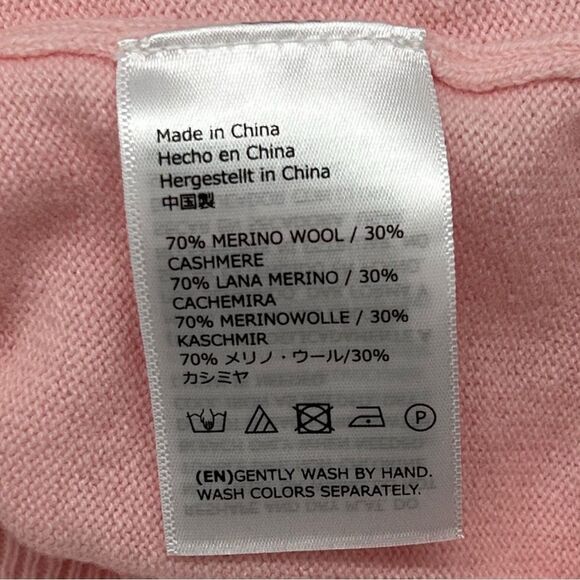 Made in China
Hecho en China
Hergestellt in China
中国製
70% MERINO WOOL / 30%
CASHMERE
70% LANA MERINO / 30%
CACHEMIRA
70% MERINOWOLLE / 30%
KASCHMIR
70% メリノ・ウール/30%
カシミヤ
P
(EN)GENTLY WASH BY HAND.
WASH COLORS SEPARATELY.